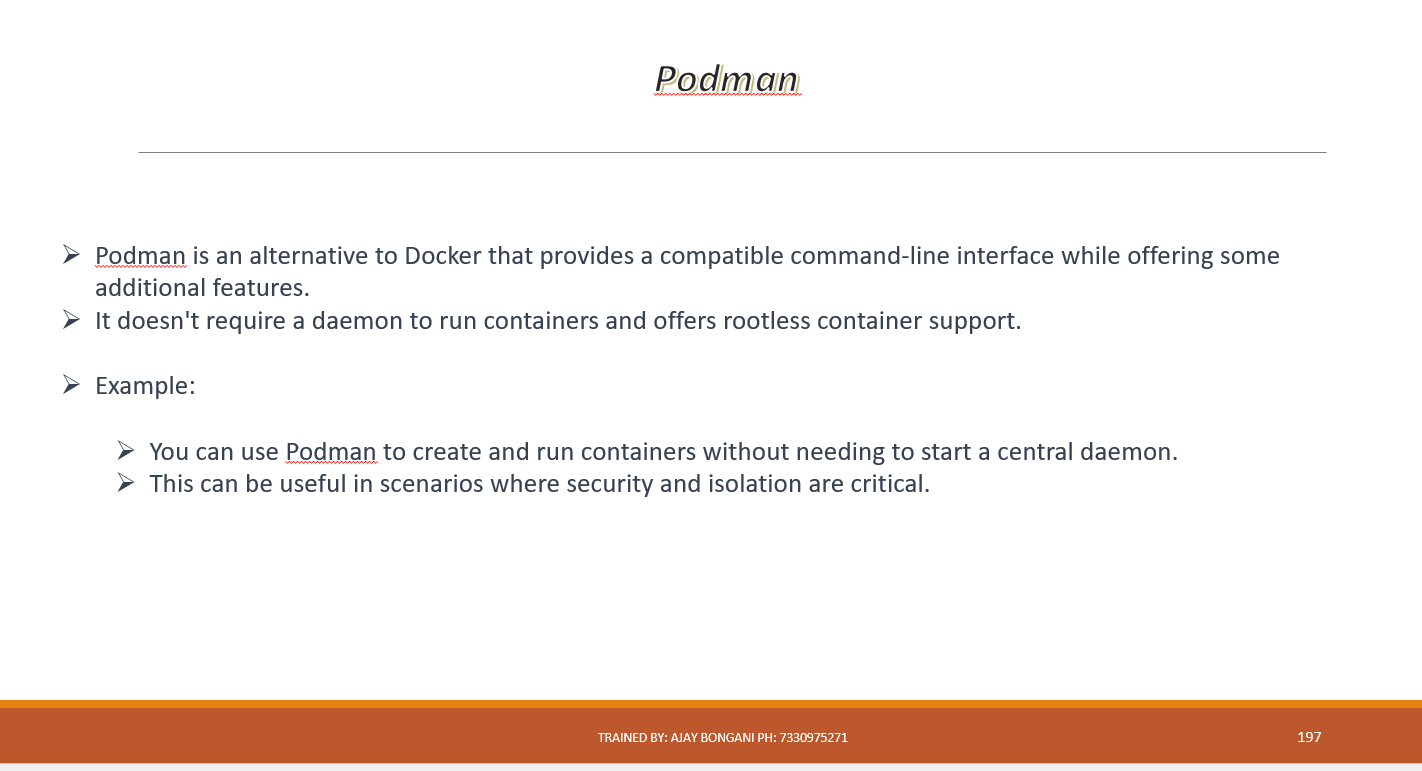 Podman
Podman is an alternative to Docker that provides a compatible command-line interface while offering some
additional features.
It doesn't require a daemon to run containers and offers rootless container support.
Example:
You can use Podman to create and run containers without needing to start a central daemon.
This can be useful in scenarios where security and isolation are critical.
TRAINED BY: AJAY BONGANI PH: 7330975271
197